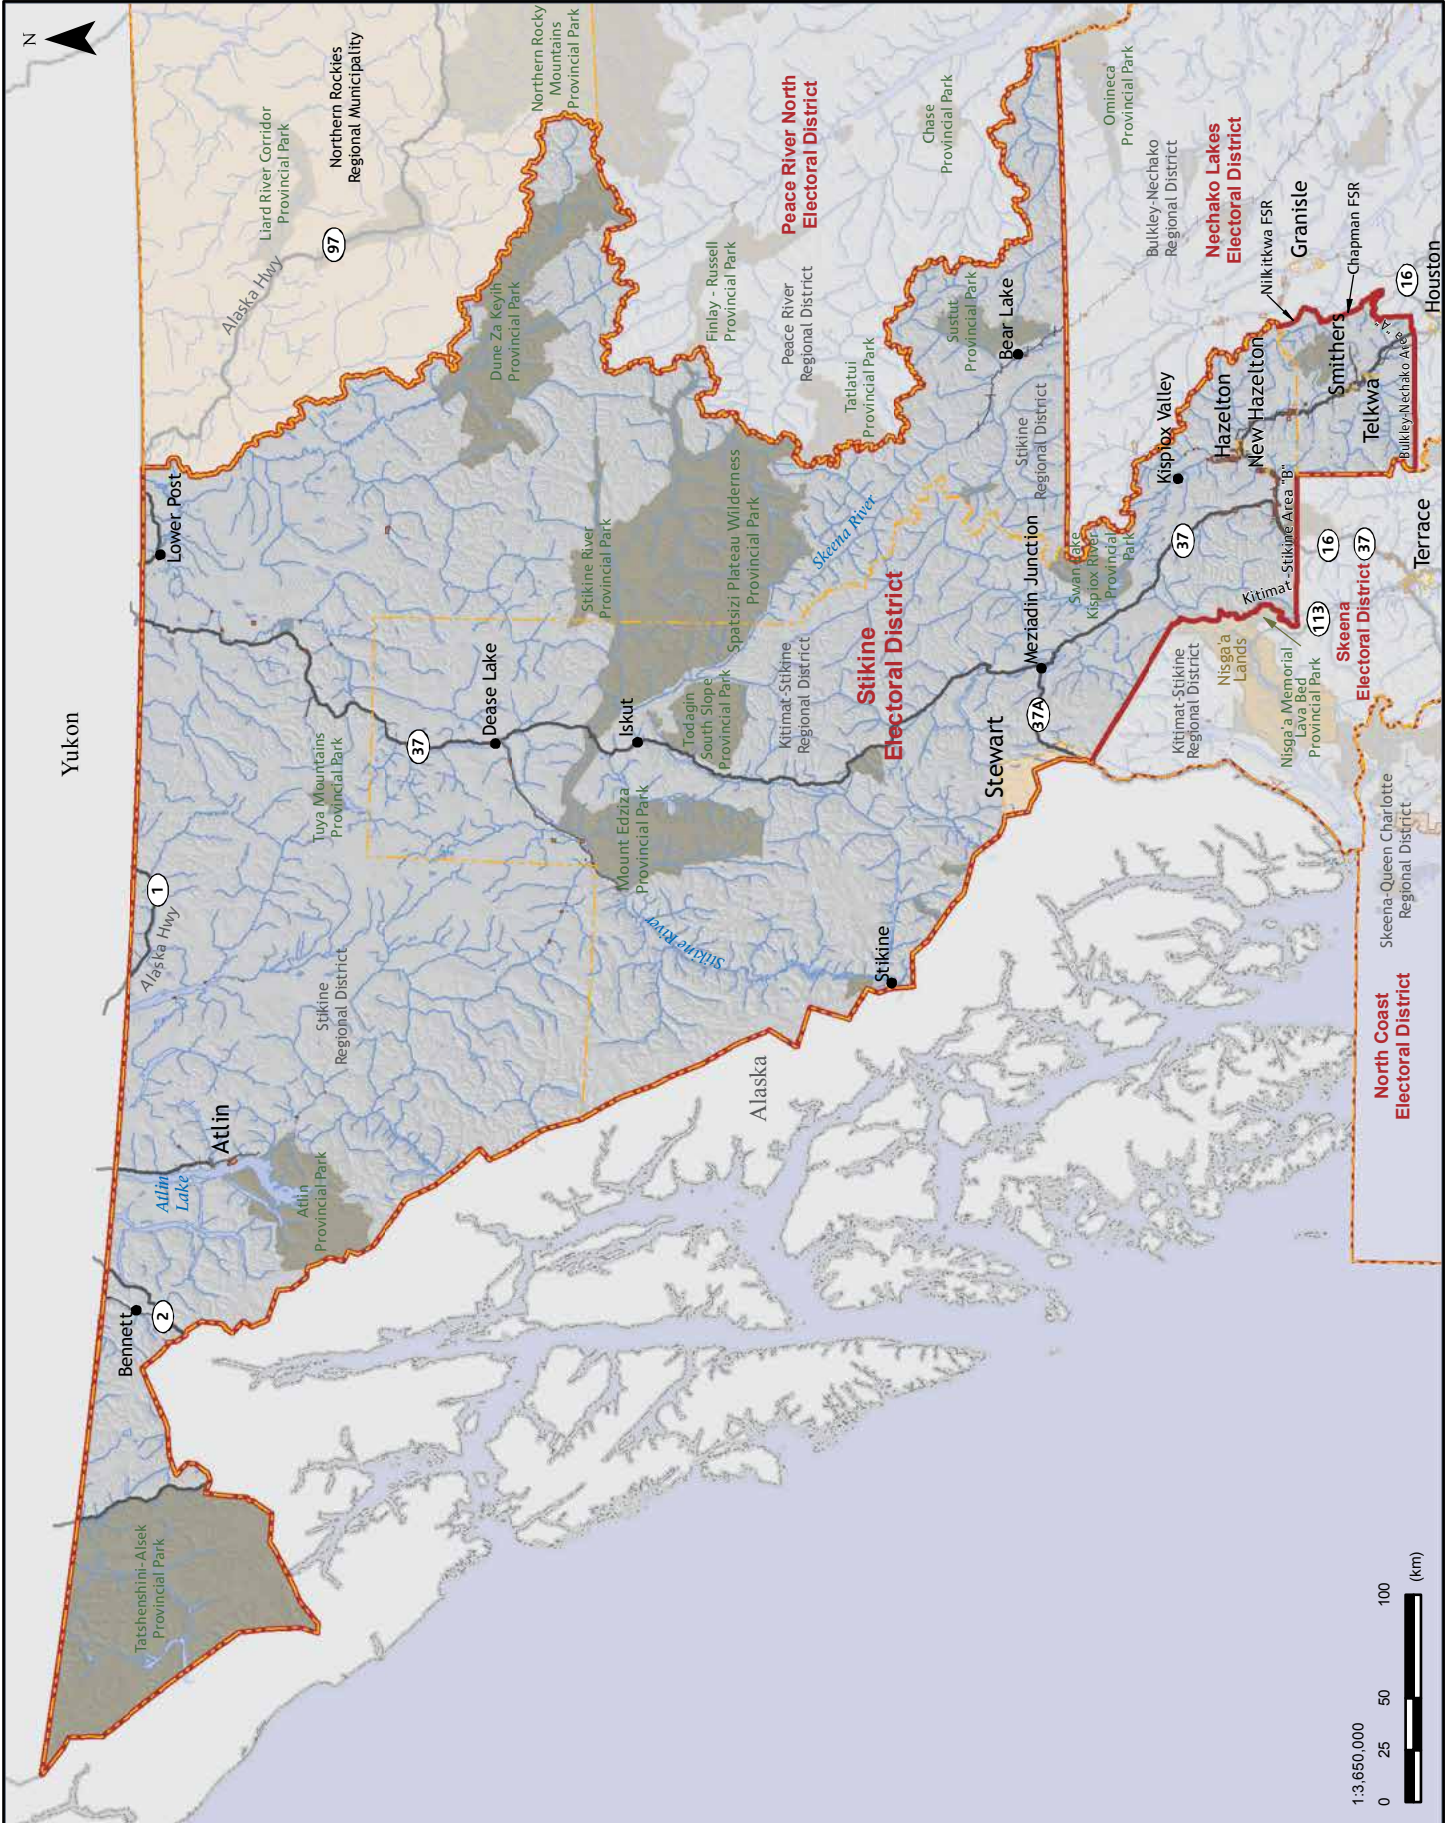 N
Yukon
Alaska
Tatshenshini-Alsek
Provincial Park
Bennett
2
Atlin
Lake
Atlin
Atlin
Provincial Park
Alaska Hwy
1
Stikine
Regional District
Tuya Mountains
Provincial Park
37
Dease Lake
Lower Post
Alaska Hwy
97
Liard River Corridor
Provincial Park
Northern Rockies
Regional Municipality
Northern Rocky
Mountains
Provincial Park
Dune Za Keyih
Provincial Park
Stikine River
Mount Edziza
Provincial Park
Iskut
Stikine River
Provincial Park
Spatsizi Plateau Wilderness
Provincial Park
Todagin
South Slope
Provincial Park
Kitimat-Stikine
Regional District
Skeena River
Finlay - Russell
Provincial Park
Peace River
Regional District
Peace River North
Electoral District
Tatlatui
Provincial Park
Chase
Provincial Park
Stikine
Stikine
Electoral District
Sustut
Provincial Park
Bear Lake
Stikine
Regional District
Stewart
37A
Meziadin Junction
Swan Lake
Kispiox River
Provincial
Park
Omineca
Provincial Park
Bulkley-Nechako
Regional District
Nechako Lakes
Electoral District
Kispiox Valley
37
Hazelton
New Hazelton
Nilkitkwa FSR
Granisle
Chapman FSR
Smithers
Telkwa
16
Houston
Bulkley-Nechako Area "A"
Kitimat-Stikine
Regional District
Nisga'a
Lands
Kitimat-Stikine Area "B"
Nisga'a Memorial
Lava Bed
Provincial Park
113
16
Skeena
Electoral District
37
Terrace
Skeena-Queen Charlotte
Regional District
North Coast
Electoral District
1:3,650,000
0
25
50
100
(km)